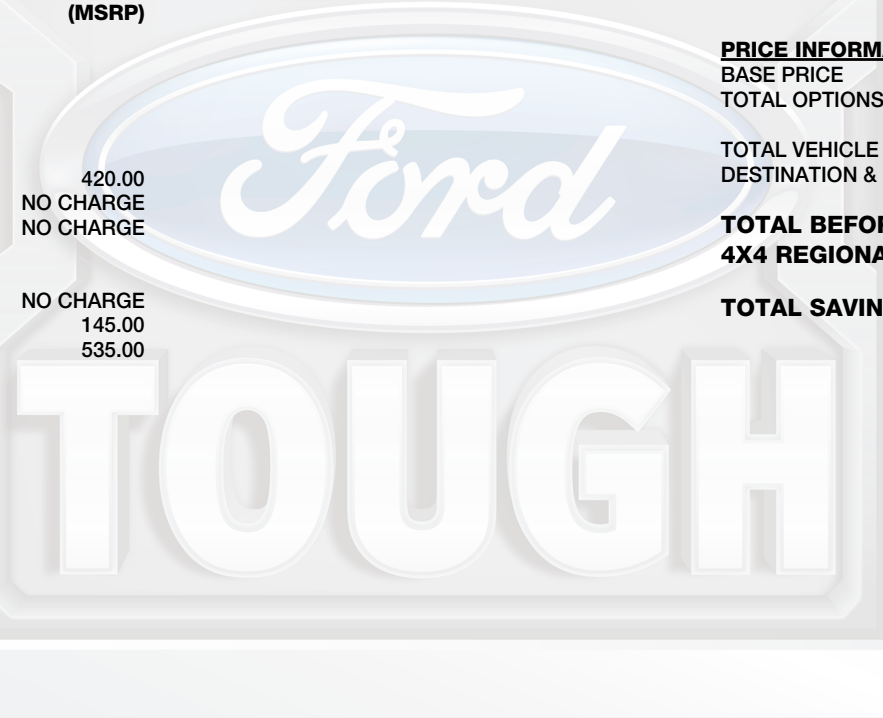 (MSRP)
420.00
NO CHARGE
NO CHARGE
NO CHARGE
145.00
535.00
PRICE INFORMA
BASE PRICE
TOTAL OPTIONS
TOTAL VEHICLE
DESTINATION &
TOTAL BEFOR
4X4 REGIONA
TOTAL SAVIN
Ford
TOUGH